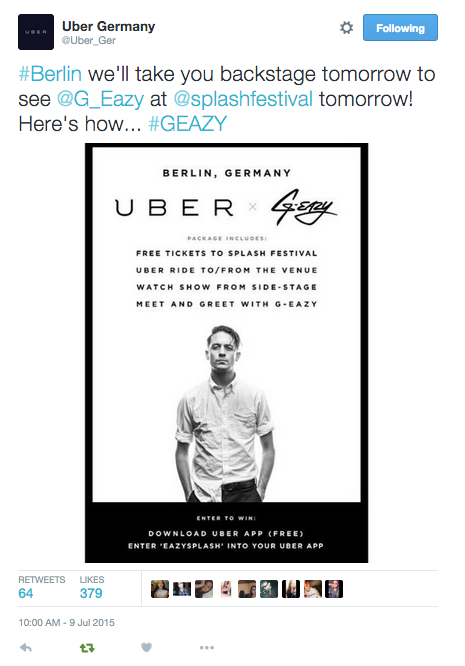 UBER
Uber Germany
@Uber_Ger
Following
#Berlin we'll take you backstage tomorrow to
see @G_Eazy at @splashfestival tomorrow!
Here's how... #GEAZY
BERLIN, GERMANY
UBER × G-Eazy
PACKAGE INCLUDES:
FREE TICKETS TO SPLASH FESTIVAL
UBER RIDE TO/FROM THE VENUE
WATCH SHOW FROM SIDE-STAGE
MEET AND GREET WITH G-EAZY
ENTER TO WIN:
DOWNLOAD UBER APP (FREE)
ENTER 'EAZYSPLASH' INTO YOUR UBER APP
RETWEETS LIKES
64 379
10:00 AM - 9 Jul 2015